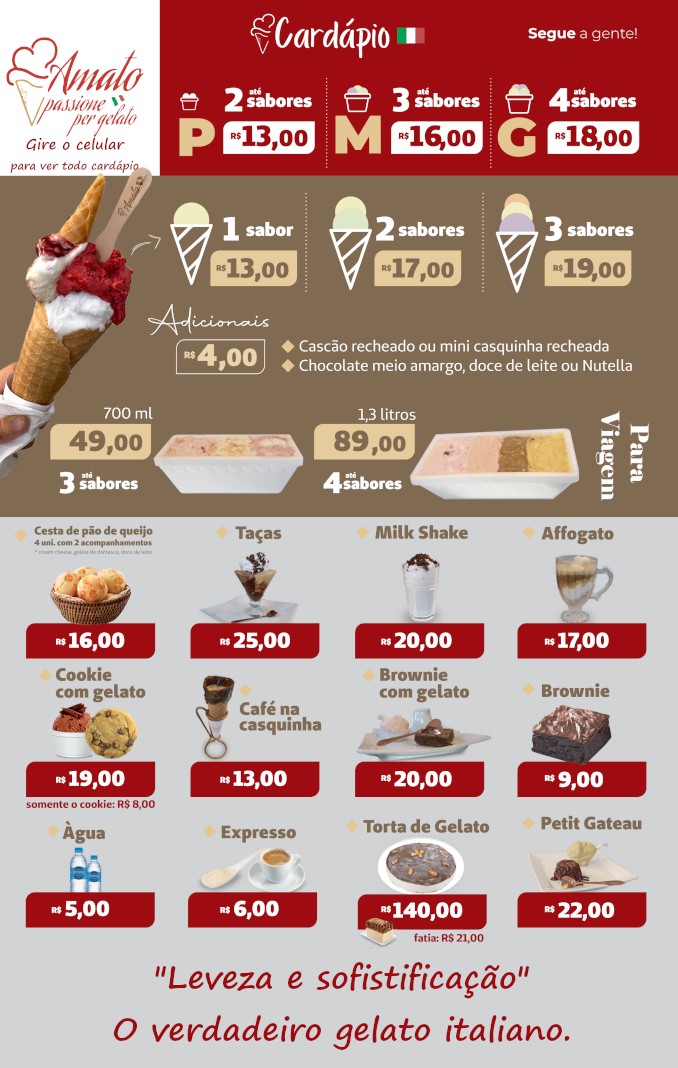 Amato
passione
per gelato
Gire o celular
para ver todo cardápio
Cardápio
Segue a gente!
P
até
2 sabores
R$13,00
M
até
3 sabores
R$16,00
G
até
4 sabores
R$18,00
Amato
1 sabor
R$13,00
2 sabores
R$17,00
3 sabores
R$19,00
Adicionais
R$4,00
Cascão recheado ou mini casquinha recheada
Chocolate meio amargo, doce de leite ou Nutella
700 ml
49,00
até
3 sabores
1,3 litros
89,00
até
4 sabores
Para
Viagem
Cesta de pão de queijo
4 uni. com 2 acompanhamentos
* cream cheese, geleia de damasco, doce de leite
R$ 16,00
Taças
R$ 25,00
Milk Shake
R$ 20,00
Affogato
R$ 17,00
Cookie
com gelato
R$ 19,00
somente o cookie: R$ 8,00
Café na
casquinha
R$ 13,00
Brownie
com gelato
R$ 20,00
Brownie
R$ 9,00
Àgua
R$ 5,00
Expresso
R$ 6,00
Torta de Gelato
R$ 140,00
fatia: R$ 21,00
Petit Gateau
R$ 22,00
"Leveza e sofistificação"
O verdadeiro gelato italiano.